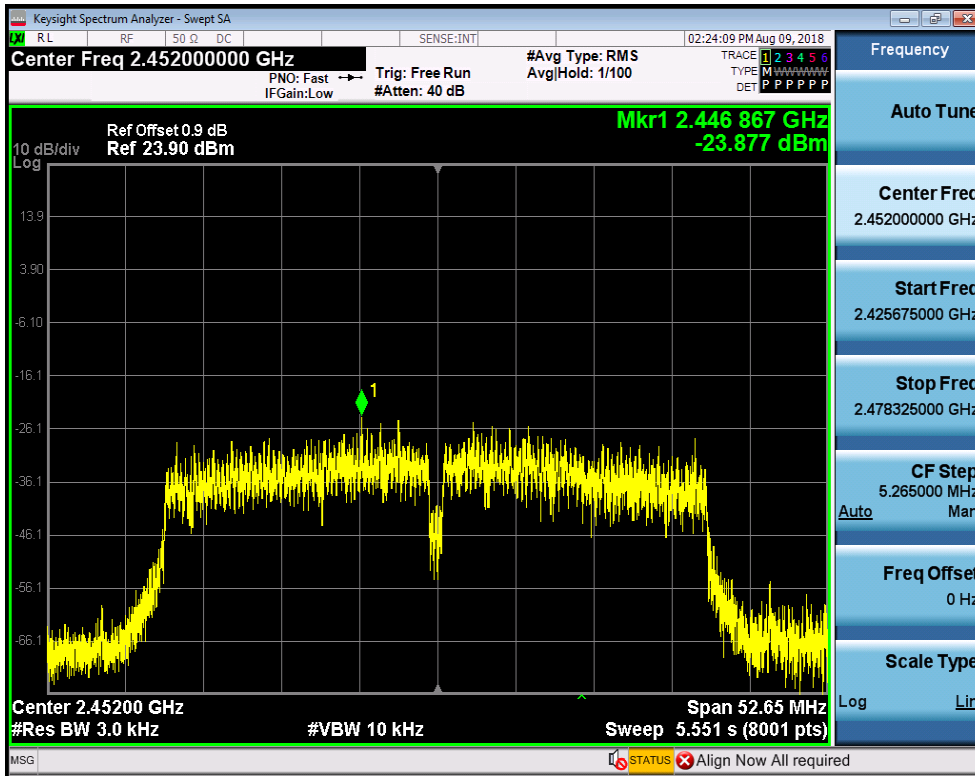 Keysight Spectrum Analyzer - Swept SA
LXI RL RF 50 Ω DC SENSE:INT 02:24:09 PM Aug 09, 2018
Center Freq 2.452000000 GHz
PNO: Fast
IFGain:Low
Trig: Free Run
#Atten: 40 dB
#Avg Type: RMS
Avg|Hold: 1/100
TRACE 1 2 3 4 5 6
TYPE M W W W W W
DET P P P P P P
Mkr1 2.446 867 GHz
-23.877 dBm
Ref Offset 0.9 dB
10 dB/div Ref 23.90 dBm
Log
13.9
3.90
-6.10
-16.1
1
-26.1
-36.1
-46.1
-56.1
-66.1
Center 2.45200 GHz Span 52.65 MHz
#Res BW 3.0 kHz #VBW 10 kHz Sweep 5.551 s (8001 pts)
MSG STATUS Align Now All required
Frequency
Auto Tune
Center Freq
2.452000000 GHz
Start Freq
2.425675000 GHz
Stop Freq
2.478325000 GHz
CF Step
5.265000 MHz
Auto Man
Freq Offset
0 Hz
Scale Type
Log Lin